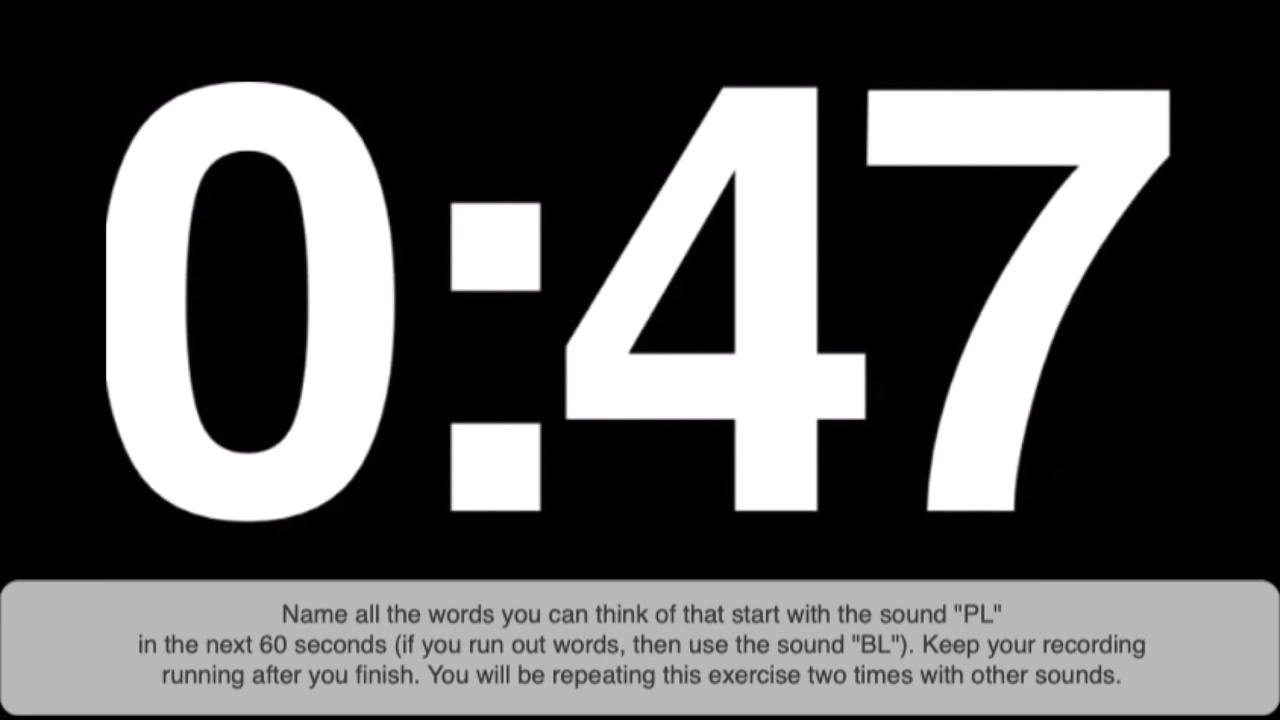 0:47
Name all the words you can think of that start with the sound "PL"
in the next 60 seconds (if you run out words, then use the sound "BL"). Keep your recording
running after you finish. You will be repeating this exercise two times with other sounds.